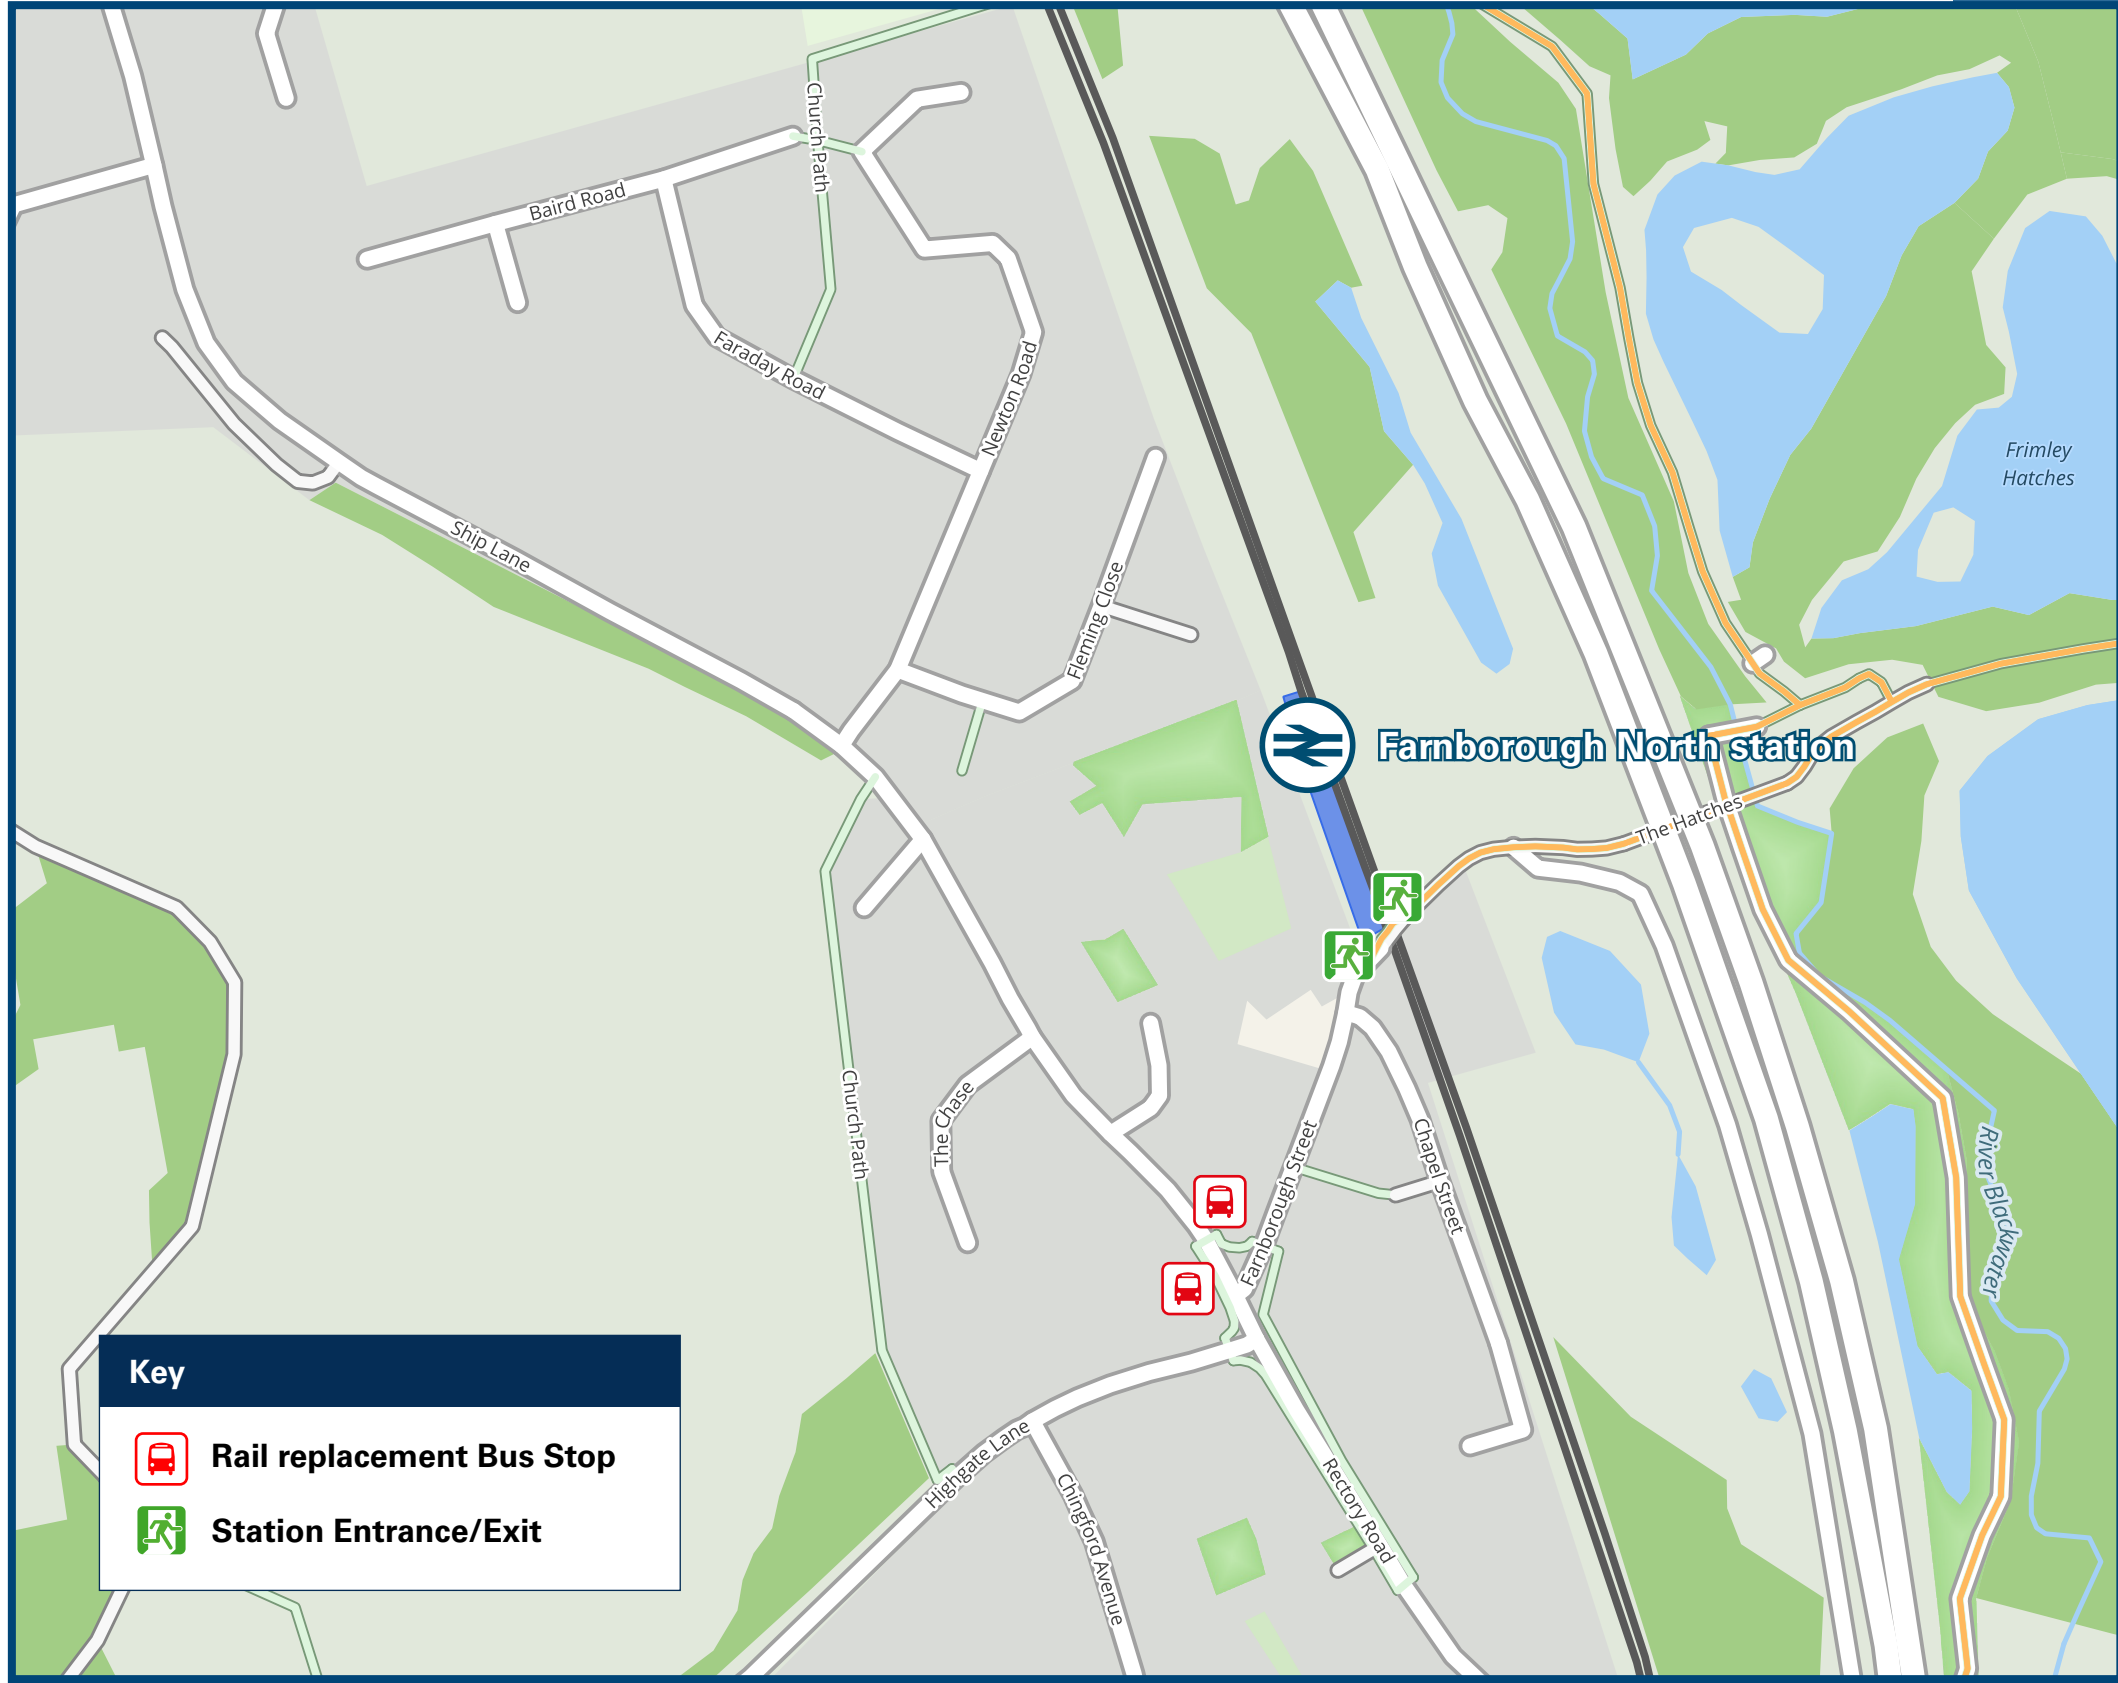 Church Path
Baird Road
Faraday Road
Newton Road
Frimley
Hatches
Ship Lane
Fleming Close
Farnborough North station
The Hatches
Church Path
The Chase
Farnborough Street
Chapel Street
River Blackwater
Key
Rail replacement Bus Stop
Station Entrance/Exit
Highgate Lane
Chingford Avenue
Rectory Road